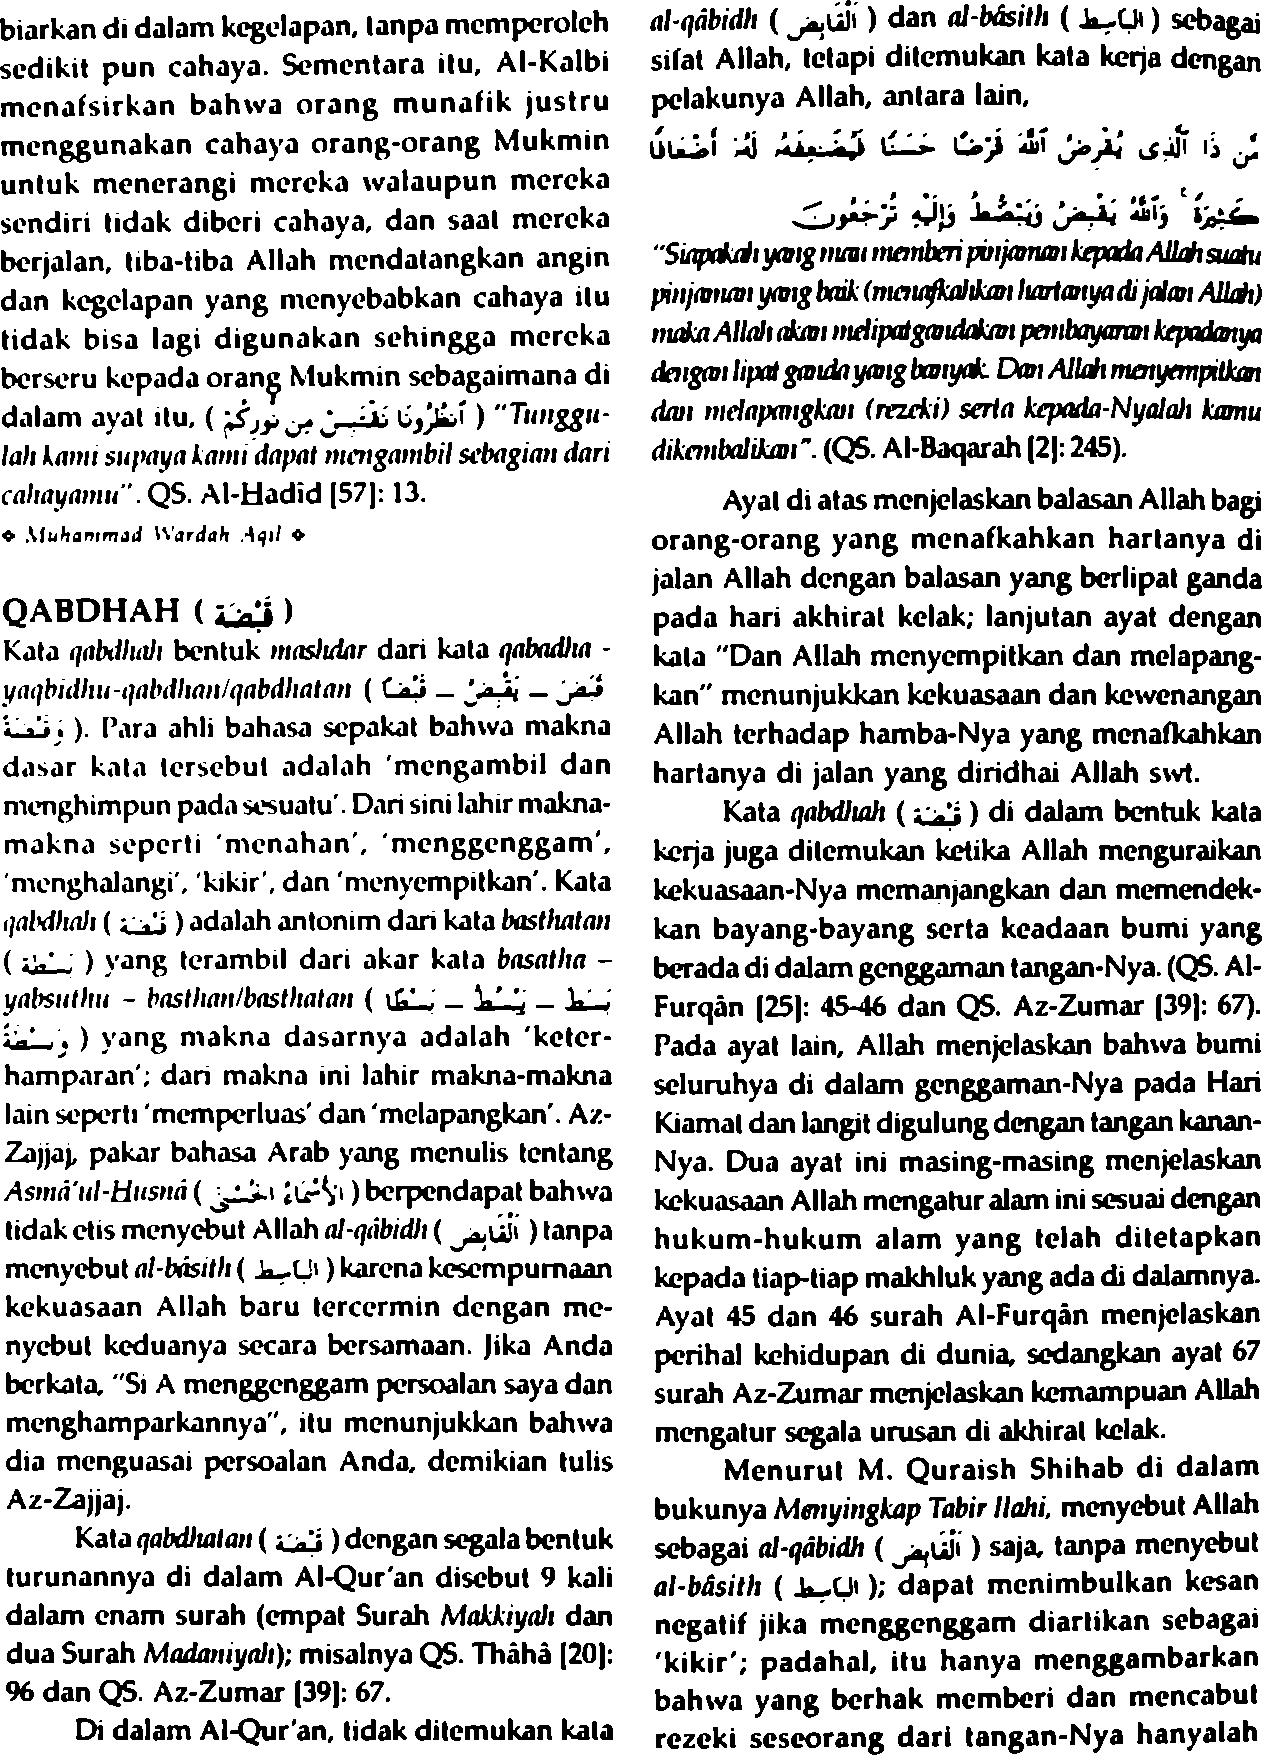 biarkan di dalam kegelapan, tanpa memperoleh
sedikit pun cahaya. Sementara itu, Al-Kalbi
menafsirkan bahwa orang munafik justru
menggunakan cahaya orang-orang Mukmin
untuk menerangi mereka walaupun mereka
sendiri tidak diberi cahaya, dan saat mereka
berjalan, tiba-tiba Allah mendatangkan angin
dan kegelapan yang menyebabkan cahaya itu
tidak bisa lagi digunakan sehingga mereka
berseru kepada orang Mukmin sebagaimana di
dalam ayat itu, ( ٱنظُرُونَا نَقْتَبِسْ مِن نُورِكُمْ ) "Tunggu-
lah kami supaya kami dapat mengambil sebagian dari
cahayamu". QS. Al-Hadîd [57]: 13.
❖ Muhammad Wardah Aqil ❖
QABDHAH ( قَبْضَة )
Kata qabdhah bentuk mashdar dari kata qabadha -
yaqbidhu-qabdhan/qabdhatan ( قَبَضَ – يَقْبِضُ – قَبْضًا
وَقَبْضَةً ). Para ahli bahasa sepakat bahwa makna
dasar kata tersebut adalah 'mengambil dan
menghimpun pada sesuatu'. Dari sini lahir makna-
makna seperti 'menahan', 'menggenggam',
'menghalangi', 'kikir', dan 'menyempitkan'. Kata
qabdhah ( قَبْضَة ) adalah antonim dari kata basthatan
( بَسْطَة ) yang terambil dari akar kata basatha –
yabsuthu – basthan/basthatan ( بَسَطَ – يَبْسُطُ – بَسْطًا
وَبَسْطَةً ) yang makna dasarnya adalah 'keter-
hamparan'; dari makna ini lahir makna-makna
lain seperti 'memperluas' dan 'melapangkan'. Az-
Zajjaj, pakar bahasa Arab yang menulis tentang
Asmâ'ul-Husnâ ( الأَسْمَاءُ الْحُسْنَى ) berpendapat bahwa
tidak etis menyebut Allah al-qâbidh ( اَلْقَابِض ) tanpa
menyebut al-bâsith ( الْبَاسِط ) karena kesempurnaan
kekuasaan Allah baru tercermin dengan me-
nyebut keduanya secara bersamaan. Jika Anda
berkata, "Si A menggenggam persoalan saya dan
menghamparkannya", itu menunjukkan bahwa
dia menguasai persoalan Anda, demikian tulis
Az-Zajjaj.
Kata qabdhatan ( قَبْضَة ) dengan segala bentuk
turunannya di dalam Al-Qur'an disebut 9 kali
dalam enam surah (empat Surah Makkiyah dan
dua Surah Madaniyah); misalnya QS. Thâhâ [20]:
96 dan QS. Az-Zumar [39]: 67.
Di dalam Al-Qur'an, tidak ditemukan kata
al-qâbidh ( اَلْقَابِض ) dan al-bâsith ( الْبَاسِط ) sebagai
sifat Allah, tetapi ditemukan kata kerja dengan
pelakunya Allah, antara lain,
مَّن ذَا ٱلَّذِى يُقْرِضُ ٱللَّهَ قَرْضًا حَسَنًا فَيُضَـٰعِفَهُۥ لَهُۥٓ أَضْعَافًا
كَثِيرَةً ۚ وَٱللَّهُ يَقْبِضُ وَيَبْصُۜطُ وَإِلَيْهِ تُرْجَعُونَ
"Siapakah yang mau memberi pinjaman kepada Allah suatu
pinjaman yang baik (menafkahkan hartanya di jalan Allah)
maka Allah akan melipatgandakan pembayaran kepadanya
dengan lipat ganda yang banyak. Dan Allah menyempitkan
dan melapangkan (rezeki) serta kepada-Nyalah kamu
dikembalikan". (QS. Al-Baqarah [2]: 245).
Ayat di atas menjelaskan balasan Allah bagi
orang-orang yang menafkahkan hartanya di
jalan Allah dengan balasan yang berlipat ganda
pada hari akhirat kelak; lanjutan ayat dengan
kata "Dan Allah menyempitkan dan melapang-
kan" menunjukkan kekuasaan dan kewenangan
Allah terhadap hamba-Nya yang menafkahkan
hartanya di jalan yang diridhai Allah swt.
Kata qabdhah ( قَبْضَة ) di dalam bentuk kata
kerja juga ditemukan ketika Allah menguraikan
kekuasaan-Nya memanjangkan dan memendek-
kan bayang-bayang serta keadaan bumi yang
berada di dalam genggaman tangan-Nya. (QS. Al-
Furqân [25]: 45-46 dan QS. Az-Zumar [39]: 67).
Pada ayat lain, Allah menjelaskan bahwa bumi
seluruhya di dalam genggaman-Nya pada Hari
Kiamat dan langit digulung dengan tangan kanan-
Nya. Dua ayat ini masing-masing menjelaskan
kekuasaan Allah mengatur alam ini sesuai dengan
hukum-hukum alam yang telah ditetapkan
kepada tiap-tiap makhluk yang ada di dalamnya.
Ayat 45 dan 46 surah Al-Furqân menjelaskan
perihal kehidupan di dunia, sedangkan ayat 67
surah Az-Zumar menjelaskan kemampuan Allah
mengatur segala urusan di akhirat kelak.
Menurut M. Quraish Shihab di dalam
bukunya Menyingkap Tabir Ilahi, menyebut Allah
sebagai al-qâbidh ( اَلْقَابِض ) saja, tanpa menyebut
al-bâsith ( الْبَاسِط ); dapat menimbulkan kesan
negatif jika menggenggam diartikan sebagai
'kikir'; padahal, itu hanya menggambarkan
bahwa yang berhak memberi dan mencabut
rezeki seseorang dari tangan-Nya hanyalah